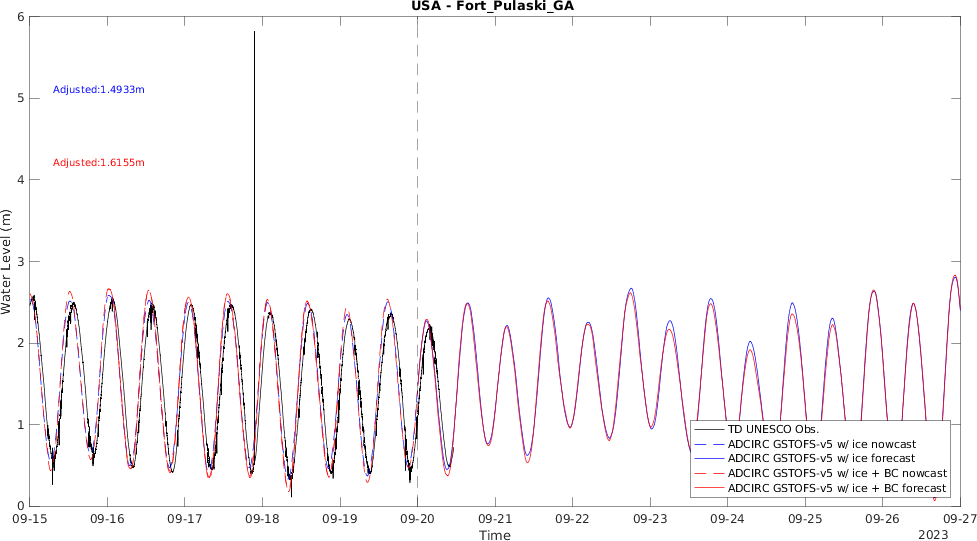 USA - Fort_Pulaski_GA
6
5
4
3
2
1
0
Water Level (m)
Adjusted:1.4933m
Adjusted:1.6155m
TD UNESCO Obs.
ADCIRC GSTOFS-v5 w/ ice nowcast
ADCIRC GSTOFS-v5 w/ ice forecast
ADCIRC GSTOFS-v5 w/ ice + BC nowcast
ADCIRC GSTOFS-v5 w/ ice + BC forecast
09-15 09-16 09-17 09-18 09-19 09-20 09-21 09-22 09-23 09-24 09-25 09-26 09-27
Time
2023